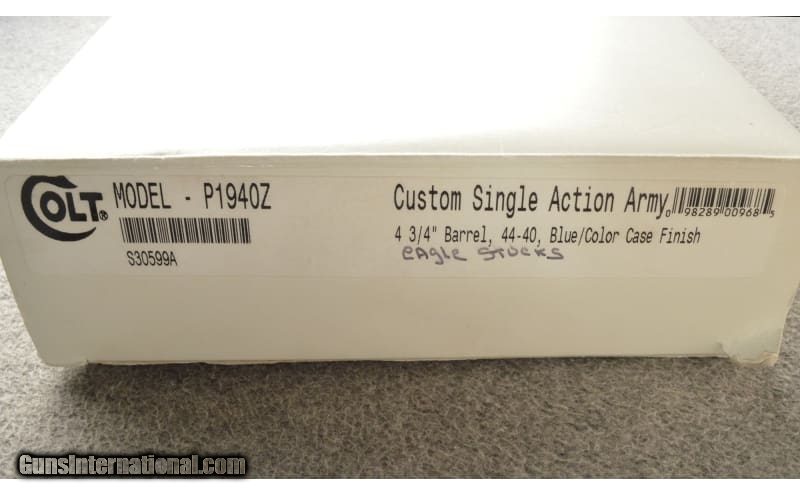 COLT®
MODEL - P1940Z
S30599A
Custom Single Action Army
0 98289 00968 5
4 3/4" Barrel, 44-40, Blue/Color Case Finish
eagle stocks
GunsInternational.com